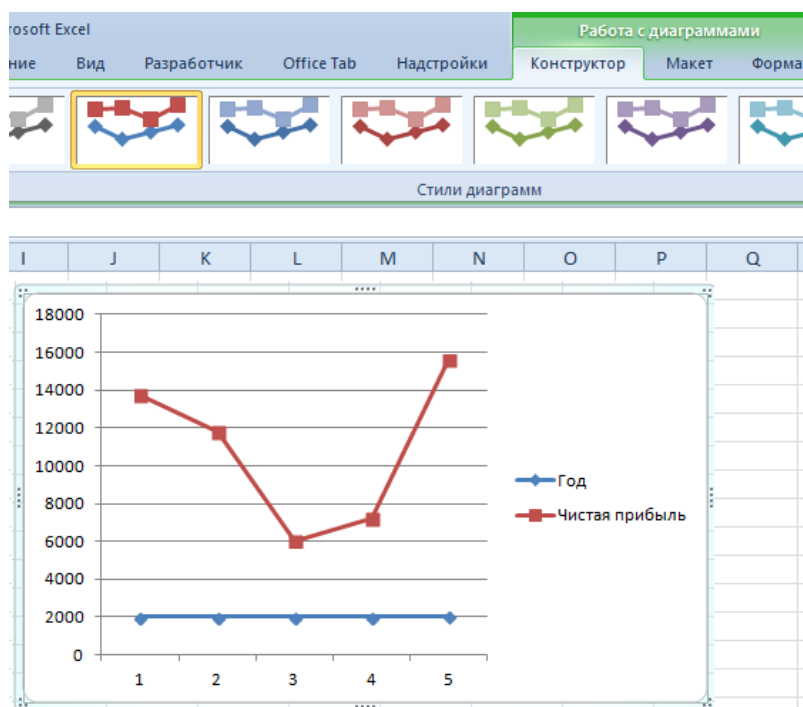 rosoft Excel
Работа с диаграммами
ние Вид Разработчик Office Tab Надстройки Конструктор Макет Форма
Стили диаграмм
I J K L M N O P Q
18000
16000
14000
12000
10000
8000
6000
4000
2000
0
Год
Чистая прибыль
1 2 3 4 5